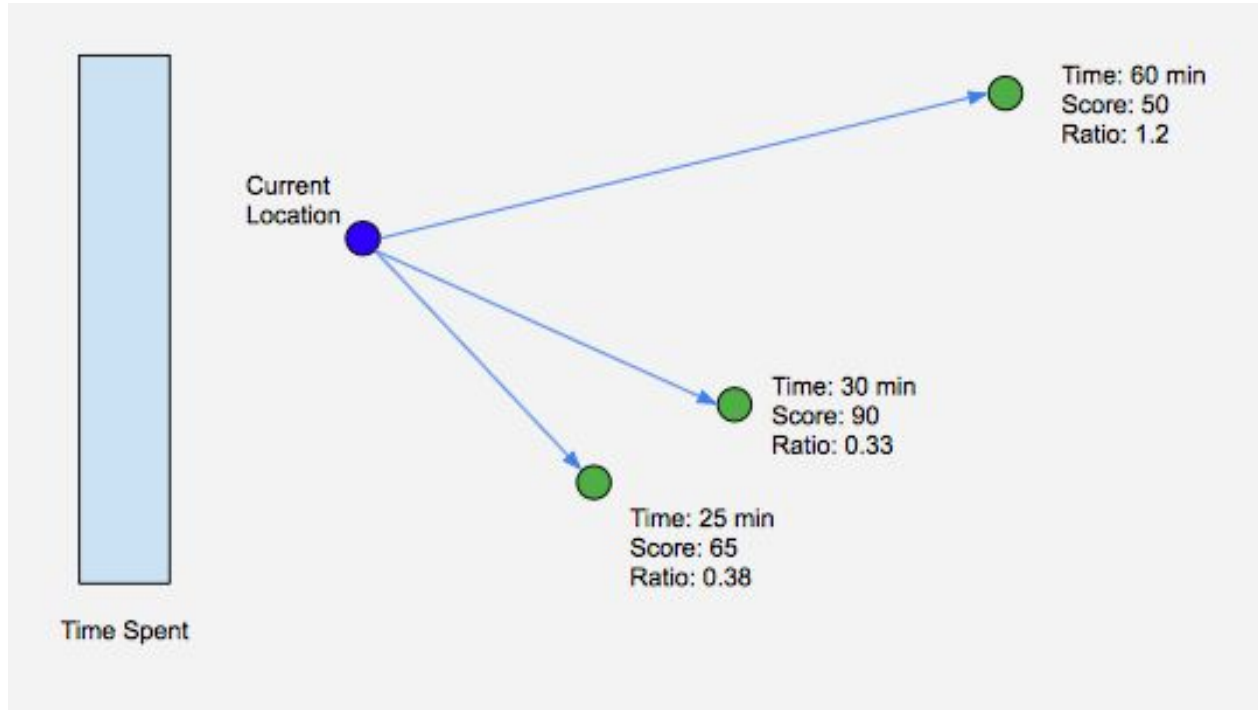 Time: 60 min
Score: 50
Ratio: 1.2
Current
Location
Time: 30 min
Score: 90
Ratio: 0.33
Time: 25 min
Score: 65
Ratio: 0.38
Time Spent